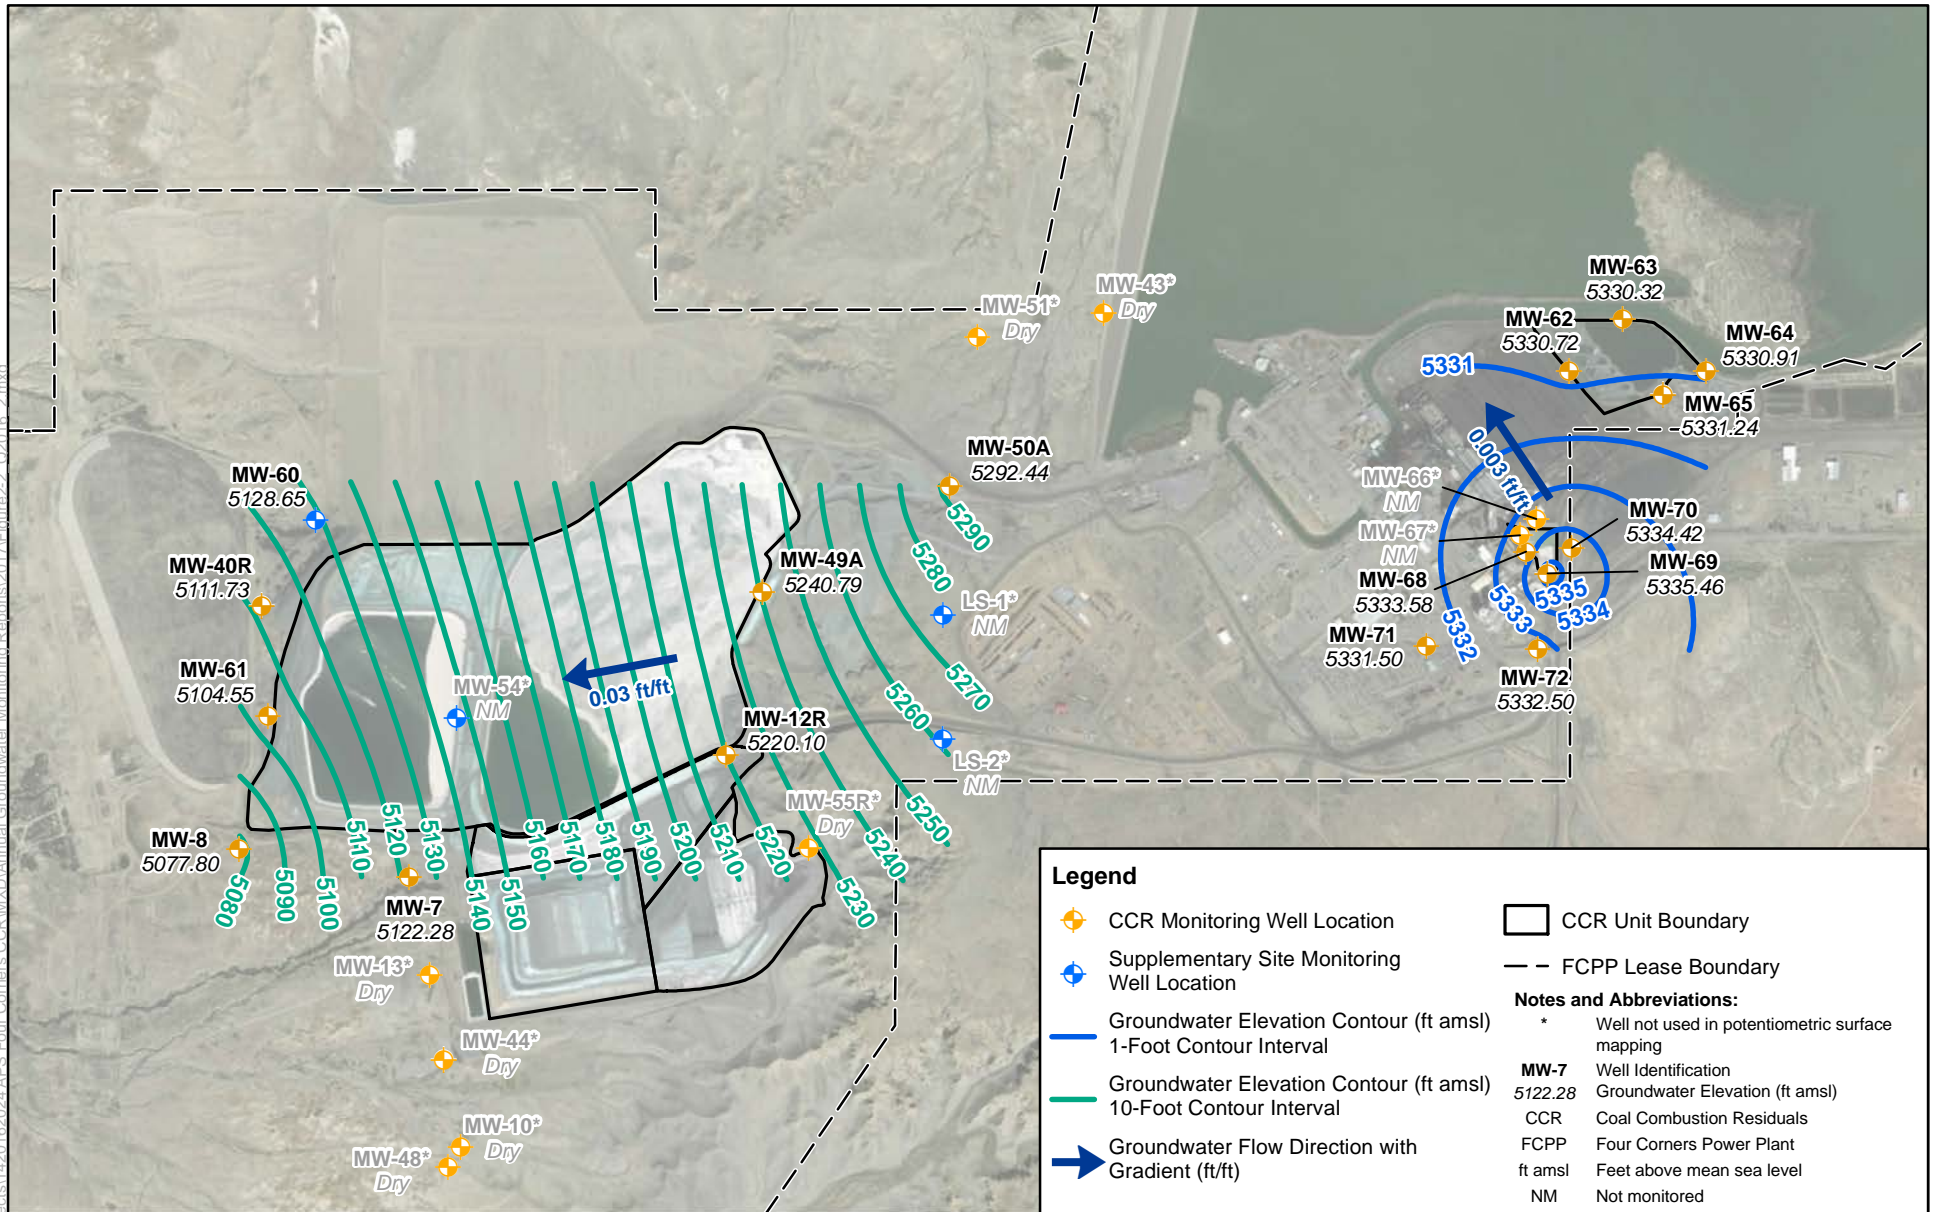 MW-63
5330.32
MW-43*
Dry
MW-51*
Dry
MW-62
5330.72
MW-64
5330.91
5331
MW-65
5331.24
0.003 ft/ft
MW-50A
5292.44
MW-60
5128.65
MW-66*
NM
MW-67*
NM
MW-70
5334.42
MW-69
5335.46
MW-68
5333.58
5335
5334
5333
5332
MW-71
5331.50
MW-72
5332.50
MW-40R
5111.73
MW-49A
5240.79
5290
5280
LS-1*
NM
5270
5260
MW-61
5104.55
MW-54*
NM
0.03 ft/ft
MW-12R
5220.10
LS-2*
NM
MW-55R*
Dry
MW-8
5077.80
5080
5090
5100
5110
5120
5130
5140
5150
5160
5170
5180
5190
5200
5210
5220
5230
5240
5250
MW-7
5122.28
MW-13*
Dry
MW-44*
Dry
MW-10*
Dry
MW-48*
Dry
Legend
CCR Monitoring Well Location
Supplementary Site Monitoring
Well Location
Groundwater Elevation Contour (ft amsl)
1-Foot Contour Interval
Groundwater Elevation Contour (ft amsl)
10-Foot Contour Interval
Groundwater Flow Direction with
Gradient (ft/ft)
CCR Unit Boundary
FCPP Lease Boundary
Notes and Abbreviations:
* Well not used in potentiometric surface
mapping
MW-7 Well Identification
5122.28 Groundwater Elevation (ft amsl)
CCR Coal Combustion Residuals
FCPP Four Corners Power Plant
ft amsl Feet above mean sea level
NM Not monitored